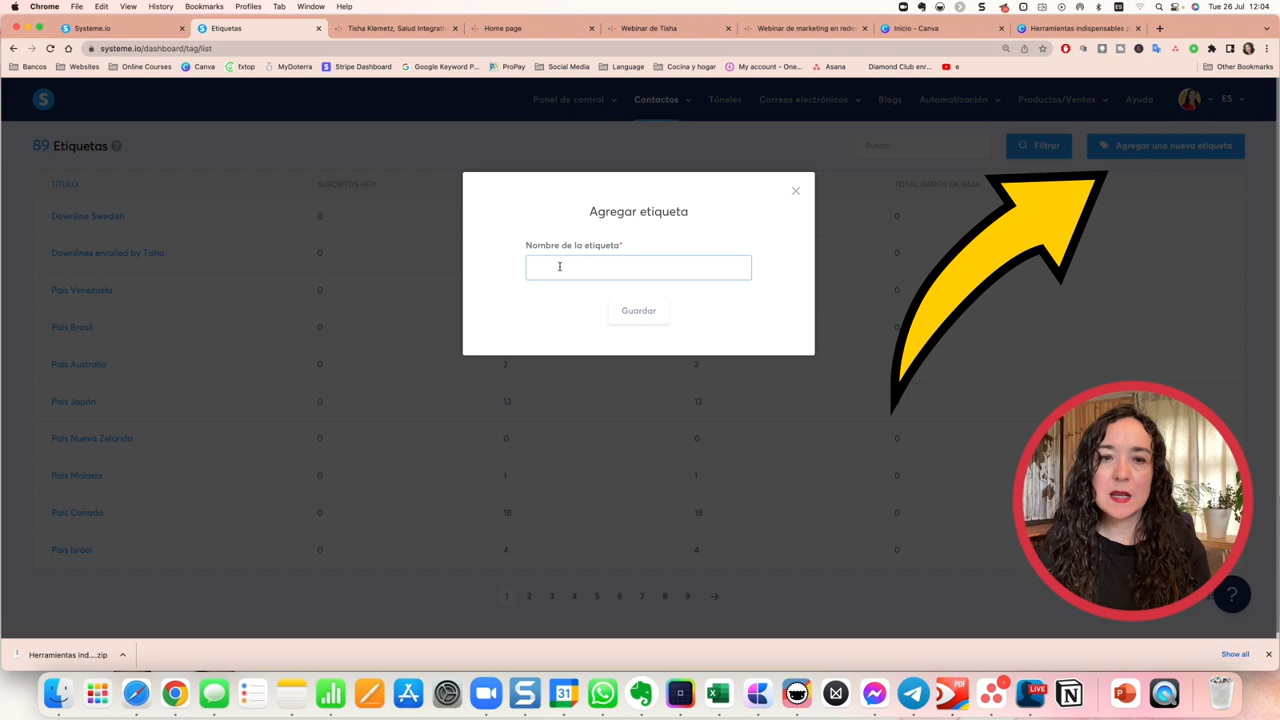 Chrome File Edit View History Bookmarks Profiles Tab Window Help
Tue 26 Jul 12:04
Systeme.io
Etiquetas
Tisha Klemetz, Salud integrati
Home page
Webinar de Tisha
Webinar de marketing en rede
Inicio - Canva
Herramientas indispensables p
systeme.io/dashboard/tag/list
Bancos Websites Online Courses Canva fxtop MyDoterra Stripe Dashboard Google Keyword P... ProPay Social Media Language Cocina y hogar My account - One... Asana Diamond Club enr... e Other Bookmarks
S Panel de control Contactos Túneles Correos electrónicos Blogs Automatización Productos/Ventas Ayuda ES
89 Etiquetas ?
Buscar
Filtrar
Agregar una nueva etiqueta
TÍTULO SUSCRITOS HOY TOTAL DADOS DE BAJA
Downline Swedish 0 0
Downlines enrolled by Tisha 0
País Venezuela 0
País Brasil 0 0
País Australia 0 2 2
País Japón 0 13 13
País Nueva Zelanda 0 0 0 0
País Malasia 0 1 1 0
País Canada 0 18 18 0
País Israel 0 4 4 0
Agregar etiqueta
Nombre de la etiqueta*
Guardar
1 2 3 4 5 6 7 8 9
?
Herramientas ind....zip
Show all
24
PDF
LIVE